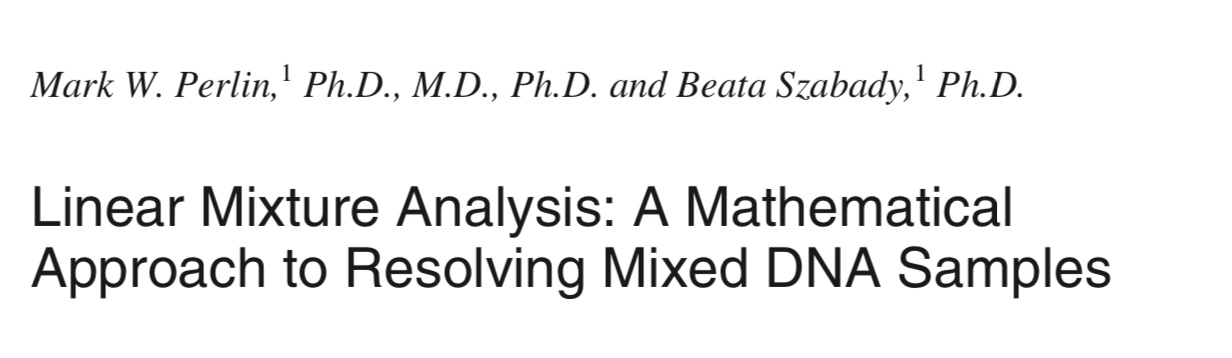 Mark W. Perlin,¹ Ph.D., M.D., Ph.D. and Beata Szabady,¹ Ph.D.
Linear Mixture Analysis: A Mathematical
Approach to Resolving Mixed DNA Samples